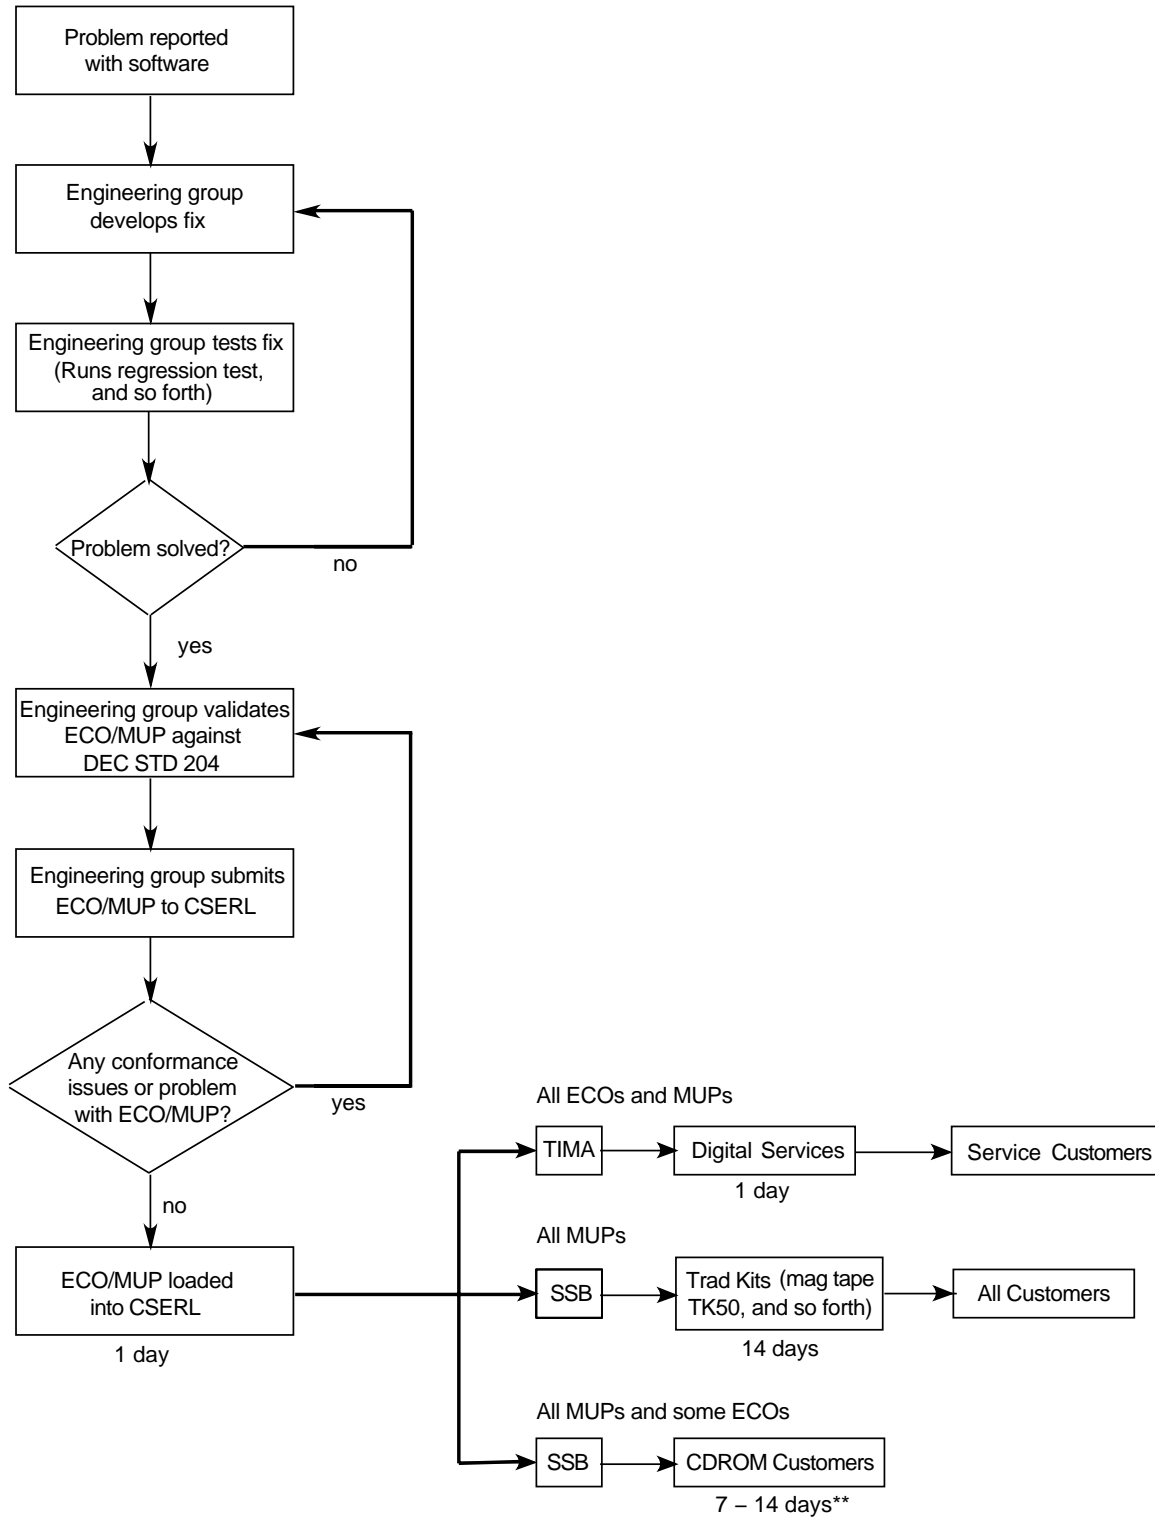 Problem reported
with software
Engineering group
develops fix
Engineering group tests fix
(Runs regression test,
and so forth)
Problem solved?
no
yes
Engineering group validates
ECO/MUP against
DEC STD 204
Engineering group submits
ECO/MUP to CSERL
Any conformance
issues or problem
with ECO/MUP?
yes
no
ECO/MUP loaded
into CSERL
1 day
All ECOs and MUPs
TIMA
Digital Services
1 day
Service Customers
All MUPs
SSB
Trad Kits (mag tape
TK50, and so forth)
14 days
All Customers
All MUPs and some ECOs
SSB
CDROM Customers
7 – 14 days**